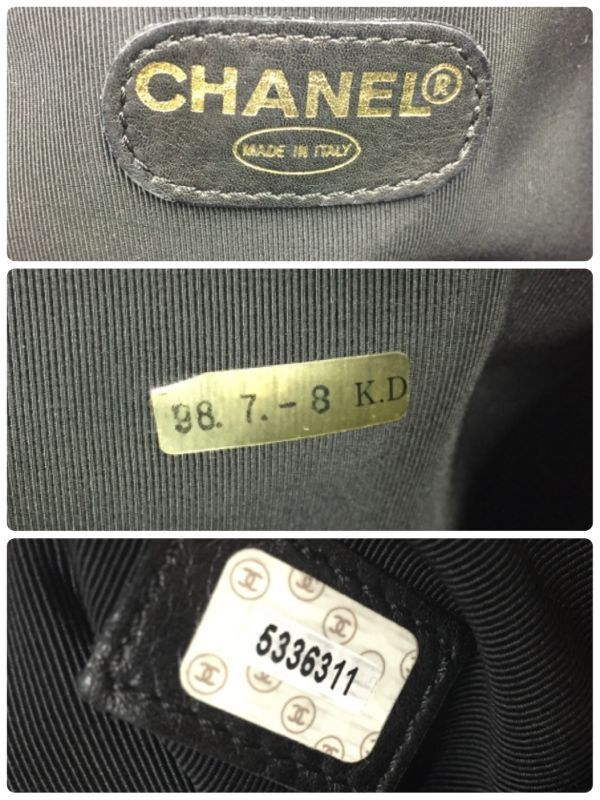 CHANEL®
MADE IN ITALY
98. 7. - 8 K.D
5336311